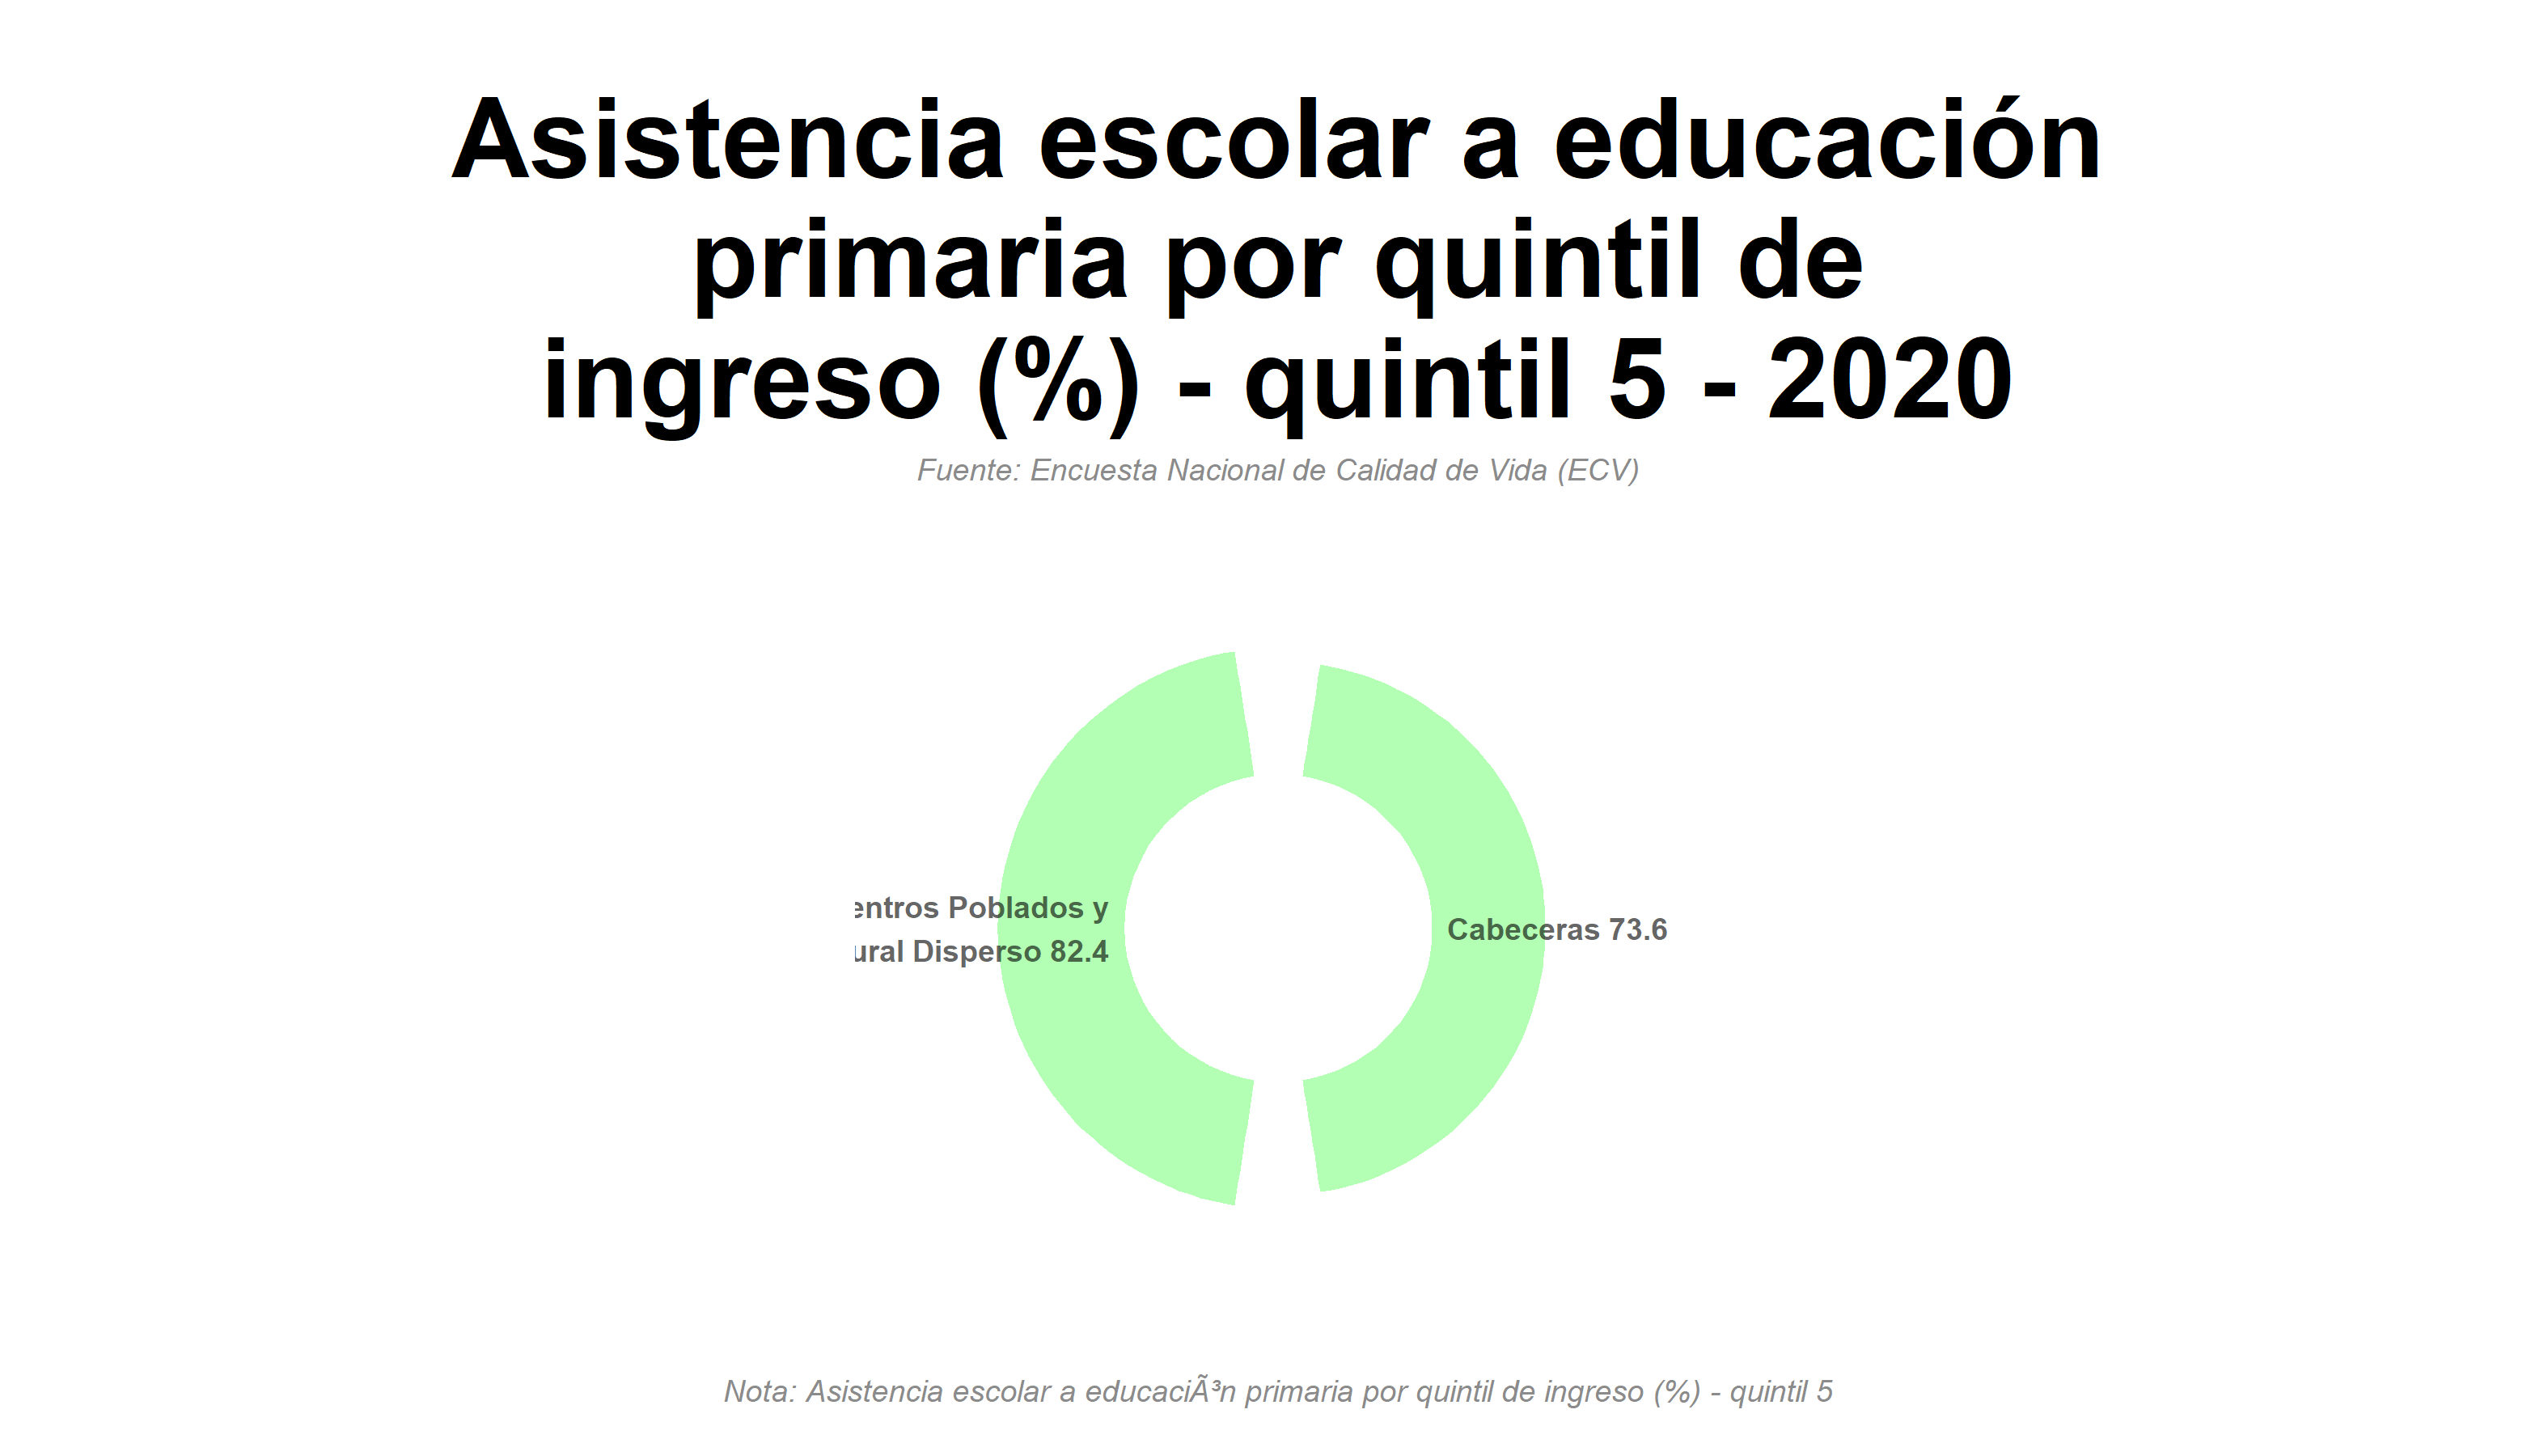 Asistencia escolar a educación
primaria por quintil de
ingreso (%) - quintil 5 - 2020
Fuente: Encuesta Nacional de Calidad de Vida (ECV)
entros Poblados y
ural Disperso 82.4
Cabeceras 73.6
Nota: Asistencia escolar a educaciÃ³n primaria por quintil de ingreso (%) - quintil 5